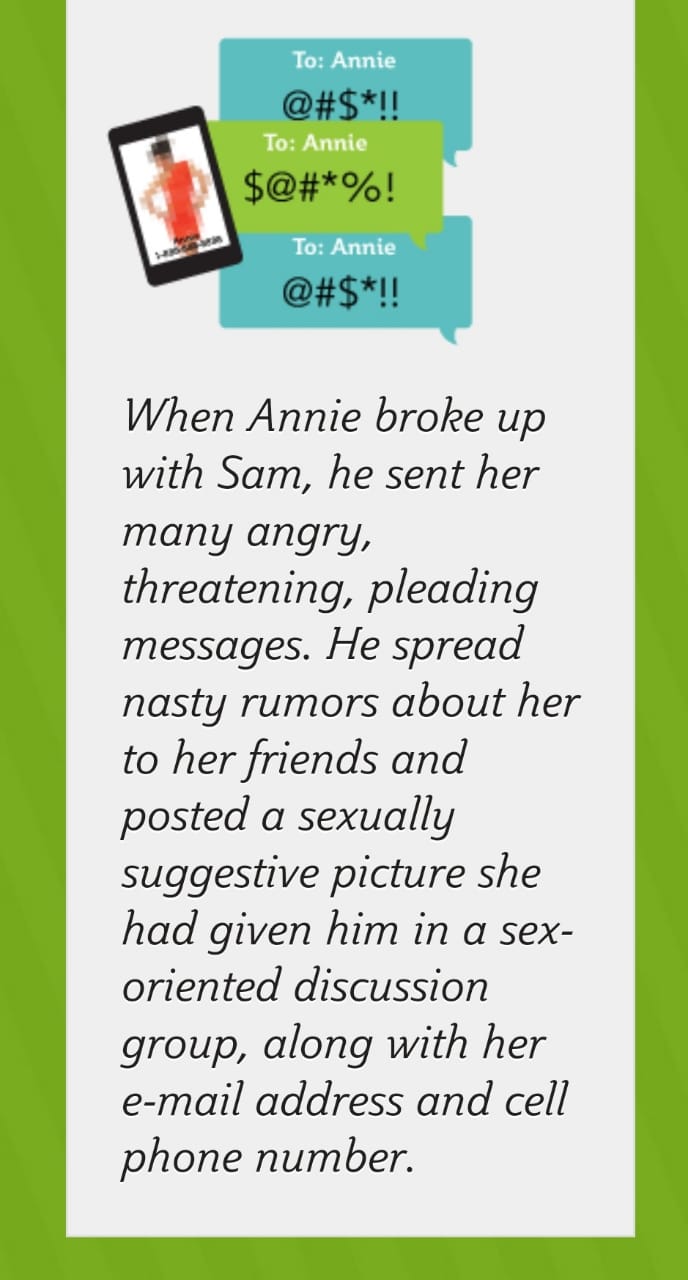 To: Annie
@#$*!!
To: Annie
$@#*%!
To: Annie
@#$*!!
Annie
When Annie broke up
with Sam, he sent her
many angry,
threatening, pleading
messages. He spread
nasty rumors about her
to her friends and
posted a sexually
suggestive picture she
had given him in a sex-
oriented discussion
group, along with her
e-mail address and cell
phone number.